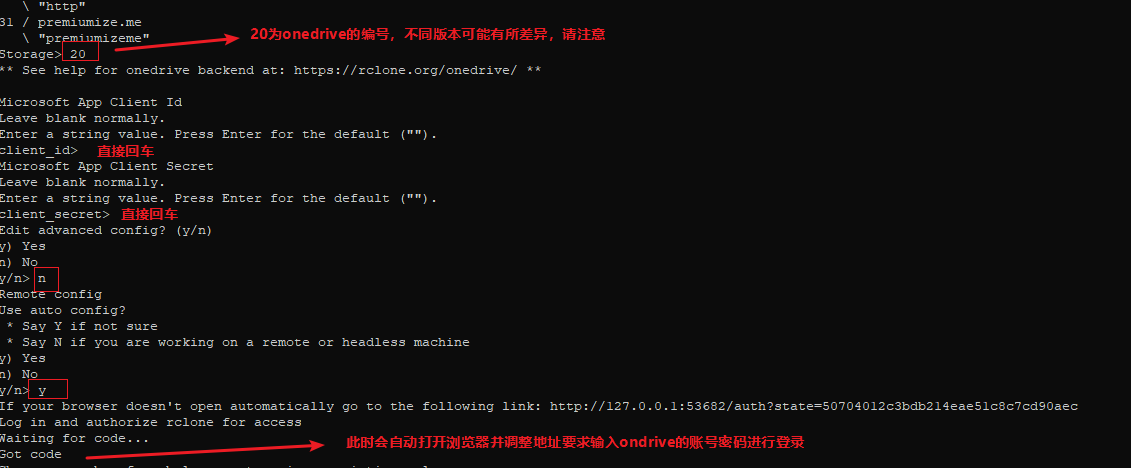 \ "http"
31 / premiumize.me
\ "premiumizeme"
Storage> 20
20为onedrive的编号，不同版本可能有所差异，请注意
** See help for onedrive backend at: https://rclone.org/onedrive/ **
Microsoft App Client Id
Leave blank normally.
Enter a string value. Press Enter for the default ("").
client_id> 直接回车
Microsoft App Client Secret
Leave blank normally.
Enter a string value. Press Enter for the default ("").
client_secret> 直接回车
Edit advanced config? (y/n)
y) Yes
n) No
y/n> n
Remote config
Use auto config?
* Say Y if not sure
* Say N if you are working on a remote or headless machine
y) Yes
n) No
y/n> y
If your browser doesn't open automatically go to the following link: http://127.0.0.1:53682/auth?state=50704012c3bdb214eae51c8c7cd90aec
Log in and authorize rclone for access
Waiting for code...
此时会自动打开浏览器并调整地址要求输入ondrive的账号密码进行登录
Got code